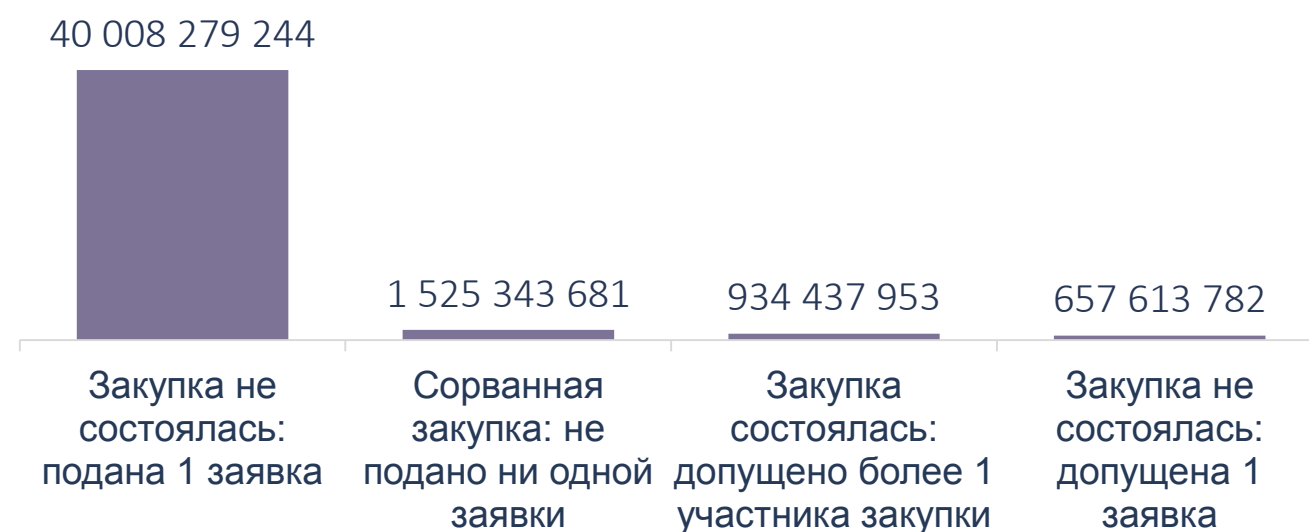 40 008 279 244
1 525 343 681
934 437 953
657 613 782
Закупка не
состоялась:
подана 1 заявка
Сорванная
закупка: не
подано ни одной
заявки
Закупка
состоялась:
допущено более 1
участника закупки
Закупка не
состоялась:
допущена 1
заявка